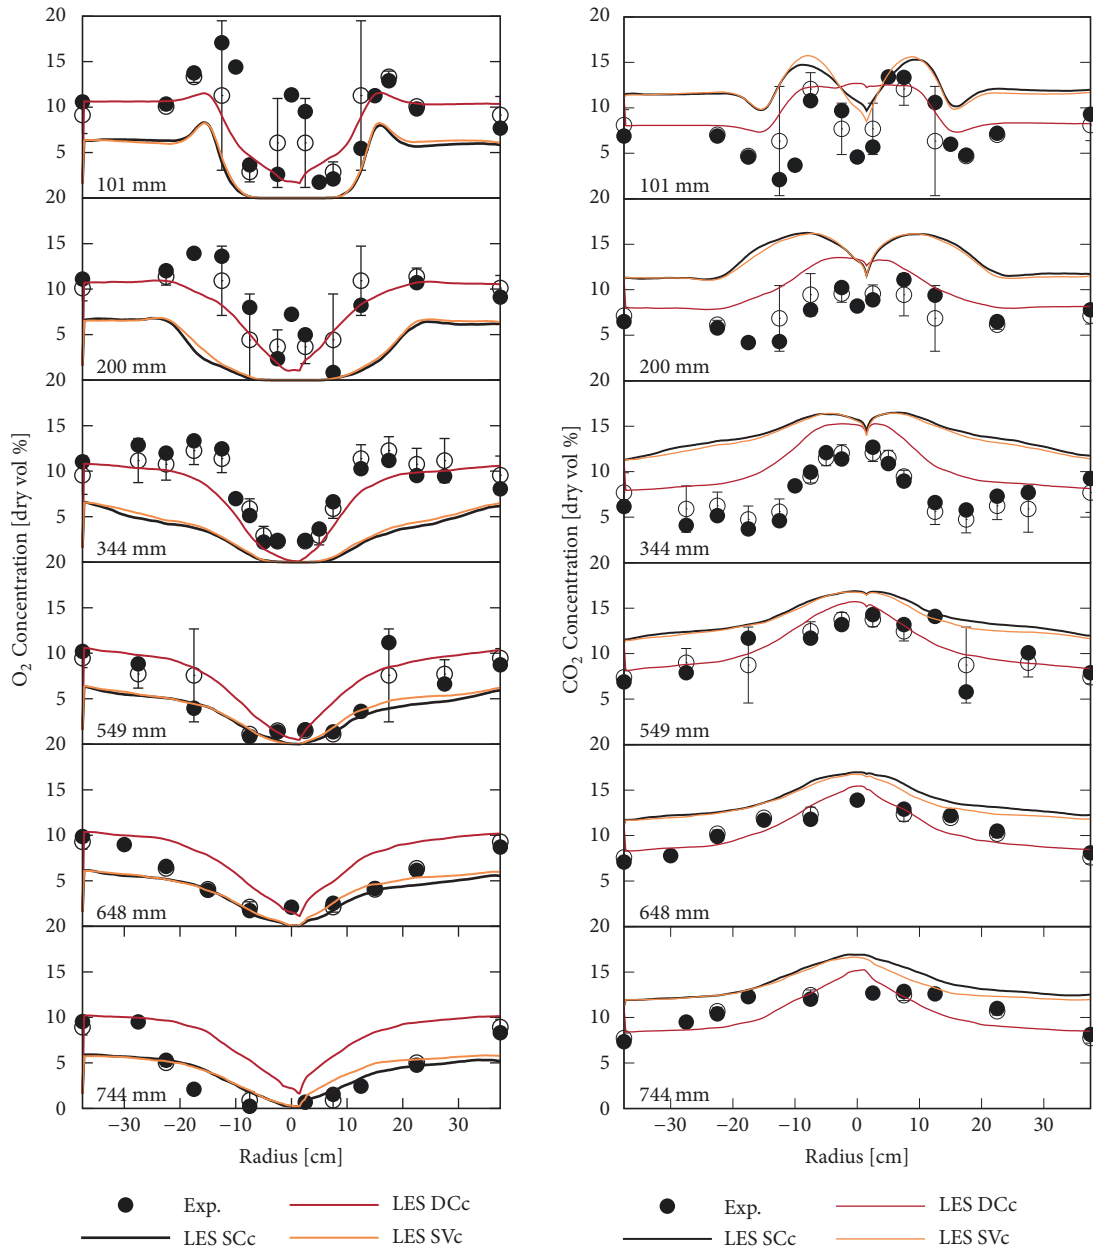 20
15
10
5
101 mm
20
15
10
5
200 mm
20
15
10
5
344 mm
20
15
10
5
549 mm
20
15
10
5
648 mm
20
15
10
5
744 mm
0
−30 −20 −10 0 10 20 30
Radius [cm]
O2 Concentration [dry vol %]
Exp. LES DCc
LES SCc LES SVc
20
15
10
5
101 mm
20
15
10
5
200 mm
20
15
10
5
344 mm
20
15
10
5
549 mm
20
15
10
5
648 mm
20
15
10
5
744 mm
0
−30 −20 −10 0 10 20 30
Radius [cm]
CO2 Concentration [dry vol %]
Exp. LES DCc
LES SCc LES SVc